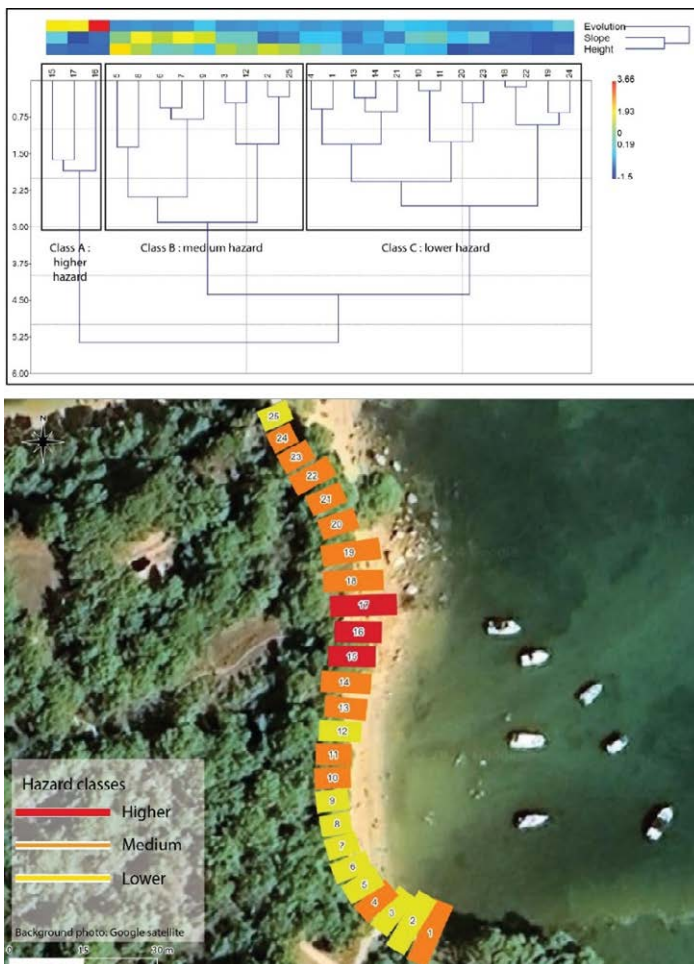 Evolution
Slope
Height
15 17 16 5 8 6 7 9 3 12 2 25 4 1 13 14 21 10 11 20 23 18 22 19 24
3.66
1.93
0
0.19
-1.5
0.75
1.50
2.25
3.00
3.75
4.50
5.25
6.00
Class A :
higher
hazard
Class B : medium hazard
Class C : lower hazard
N
25
24
23
22
21
20
19
18
17
16
15
14
13
12
11
10
9
8
7
6
5
4
3
2
1
Hazard classes
Higher
Medium
Lower
Background photo: Google satellite
0 15 30 m